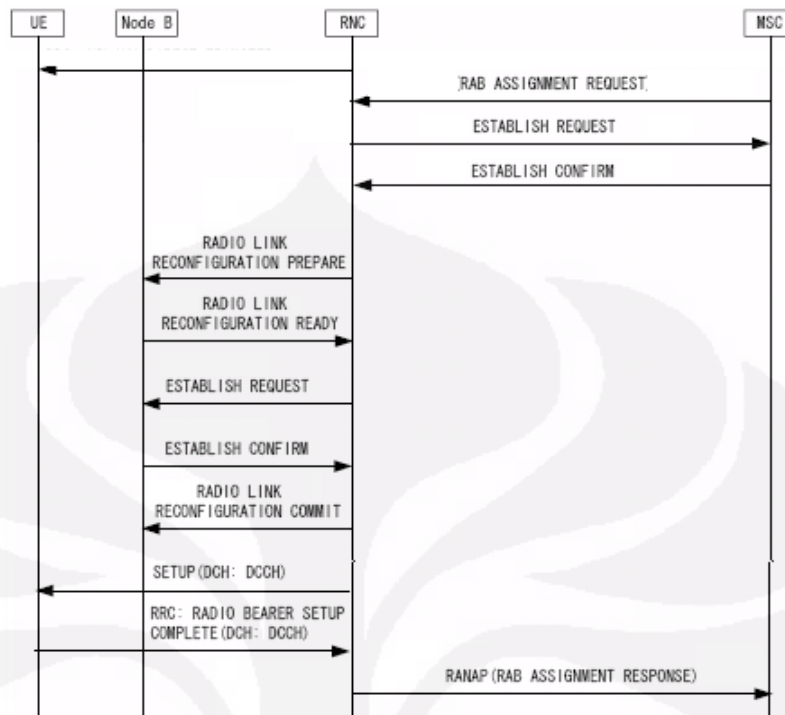 UE Node B RNC MSC
RAB ASSIGNMENT REQUEST
ESTABLISH REQUEST
ESTABLISH CONFIRM
RADIO LINK
RECONFIGURATION PREPARE
RADIO LINK
RECONFIGURATION READY
ESTABLISH REQUEST
ESTABLISH CONFIRM
RADIO LINK
RECONFIGURATION COMMIT
SETUP(DCH: DCCH)
RRC: RADIO BEARER SETUP
COMPLETE(DCH: DCCH)
RANAP(RAB ASSIGNMENT RESPONSE)